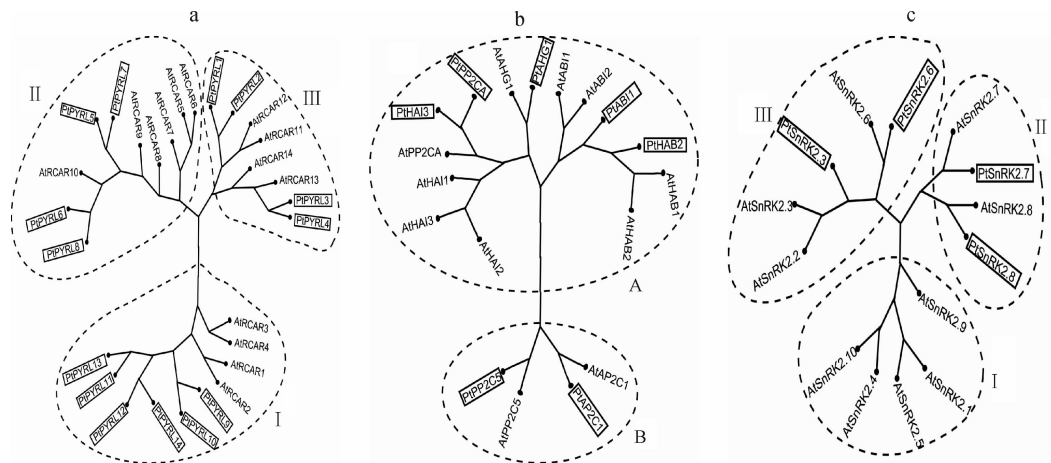 a
II
III
PtPYRL5
PtPYRL7
AtRCAR9
AtRCAR8
AtRCAR7
AtRCAR5
AtRCAR6
PtPYRL1
PtPYRL2
AtRCAR12
AtRCAR11
AtRCAR14
AtRCAR13
PtPYRL3
PtPYRL4
AtRCAR10
PtPYRL6
PtPYRL8
AtRCAR3
AtRCAR4
AtRCAR1
AtRCAR2
PtPYRL9
PtPYRL10
PtPYRL14
PtPYRL12
PtPYRL11
PtPYRL13
I
b
PtHAI3
PtPP2CA
AtAHG1
PtAHG1
AtABI1
AtABI2
PtABI1
PtHAB2
AtHAB1
AtHAB2
AtPP2CA
AtHAI1
AtHAI3
AtHAI2
A
PtPP2C5
AtPP2C5
PtAP2C1
AtAP2C1
B
c
III
II
AtSnRK2.6
PtSnRK2.6
AtSnRK2.7
PtSnRK2.7
AtSnRK2.8
PtSnRK2.8
PtSnRK2.3
AtSnRK2.3
AtSnRK2.2
AtSnRK2.9
AtSnRK2.1
AtSnRK2.5
AtSnRK2.4
AtSnRK2.10
I